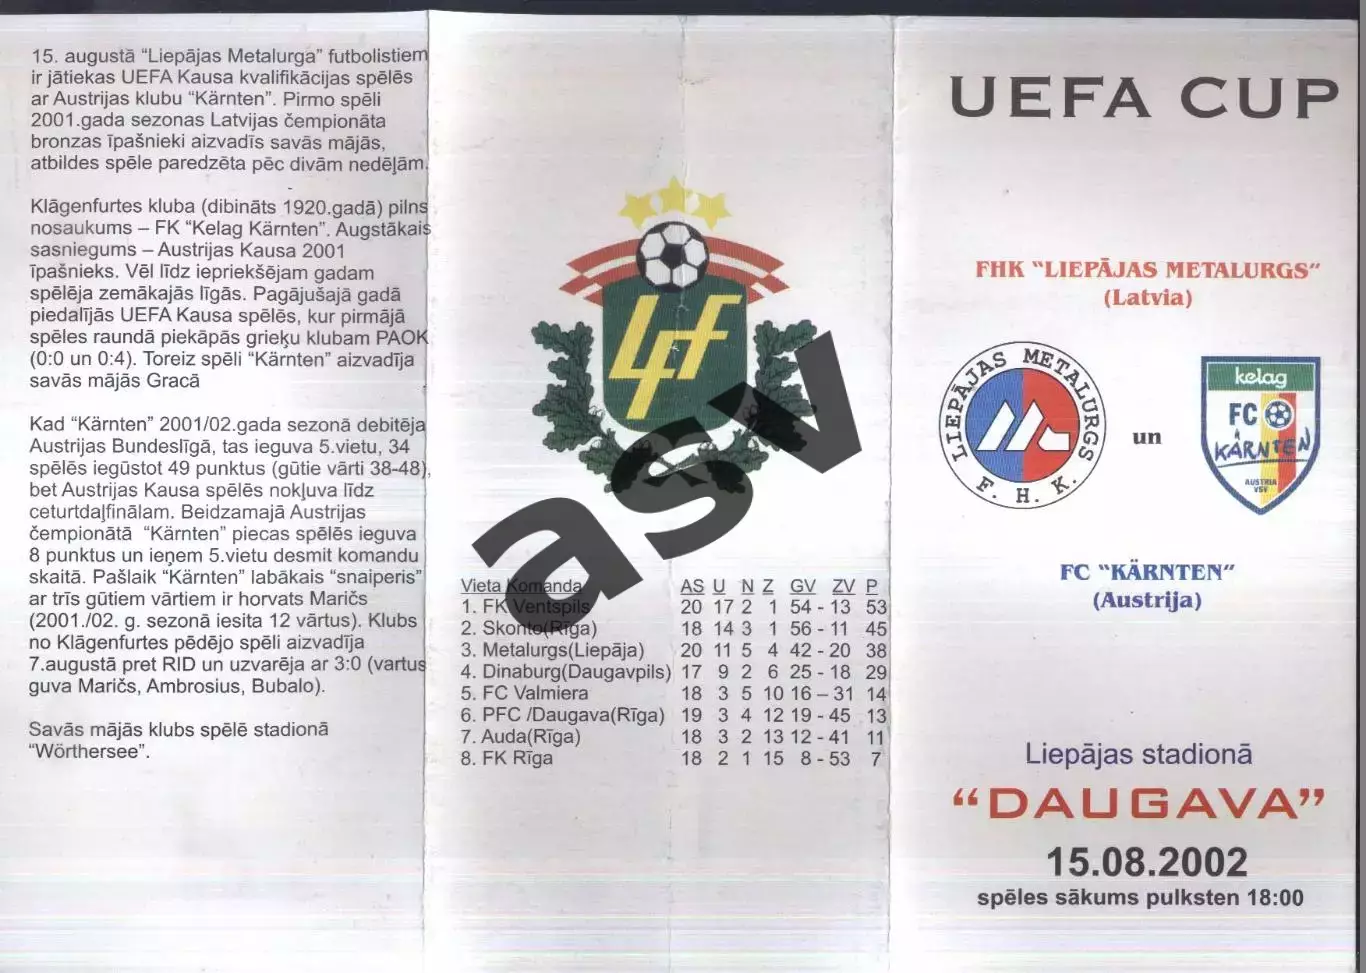 15. augustā “Liepājas Metalurga” futbolistiem
ir jātiekas UEFA Kausa kvalifikācijas spēlēs
ar Austrijas klubu “Kärnten”. Pirmo spēli
2001.gada sezonas Latvijas čempionāta
bronzas īpašnieki aizvadīs savās mājās,
atbildes spēle paredzēta pēc divām nedēļām.
Klāgenfurtes kluba (dibināts 1920.gadā) pilns
nosaukums – FK “Kelag Kärnten”. Augstākais
sasniegums – Austrijas Kausa 2001
īpašnieks. Vēl līdz iepriekšējam gadam
spēlēja zemākajās līgās. Pagājušajā gadā
piedalījās UEFA Kausa spēlēs, kur pirmājā
spēles raundā piekāpās grieķu klubam PAOK
(0:0 un 0:4). Toreiz spēli “Kärnten” aizvadīja
savās mājās Gracā
Kad “Kärnten” 2001/02.gada sezonā debitēja
Austrijas Bundeslīgā, tas ieguva 5.vietu, 34
spēlēs iegūstot 49 punktus (gūtie vārti 38-48),
bet Austrijas Kausa spēlēs nokļuva līdz
ceturtdaļfinālam. Beidzamajā Austrijas
čempionātā “Kärnten” piecas spēlēs ieguva
8 punktus un ieņem 5.vietu desmit komandu
skaitā. Pašlaik “Kärnten” labākais “snaiperis”
ar trīs gūtiem vārtiem ir horvats Maričs
(2001./02. g. sezonā iesita 12 vārtus). Klubs
no Klāgenfurtes pēdējo spēli aizvadīja
7.augustā pret RID un uzvarēja ar 3:0 (vartus
guva Maričs, Ambrosius, Bubalo).
Savās mājās klubs spēlē stadionā
“Wörthersee”.
LFF
asv
Vieta Komanda AS U N Z GV ZV P
1. FK Ventspils 20 17 2 1 54 - 13 53
2. Skonto(Rīga) 18 14 3 1 56 - 11 45
3. Metalurgs(Liepāja) 20 11 5 4 42 - 20 38
4. Dinaburg(Daugavpils) 17 9 2 6 25 - 18 29
5. FC Valmiera 18 3 5 10 16 – 31 14
6. PFC /Daugava(Rīga) 19 3 4 12 19 - 45 13
7. Auda(Rīga) 18 3 2 13 12 - 41 11
8. FK Rīga 18 2 1 15 8 - 53 7
UEFA CUP
FHK “LIEPĀJAS METALURGS”
(Latvia)
LIEPĀJAS METALURGS
F.H.K.
un
kelag
FC
KÄRNTEN
AUSTRIA
VSV
FC “KÄRNTEN”
(Austrija)
Liepājas stadionā
“DAUGAVA”
15.08.2002
spēles sākums pulksten 18:00